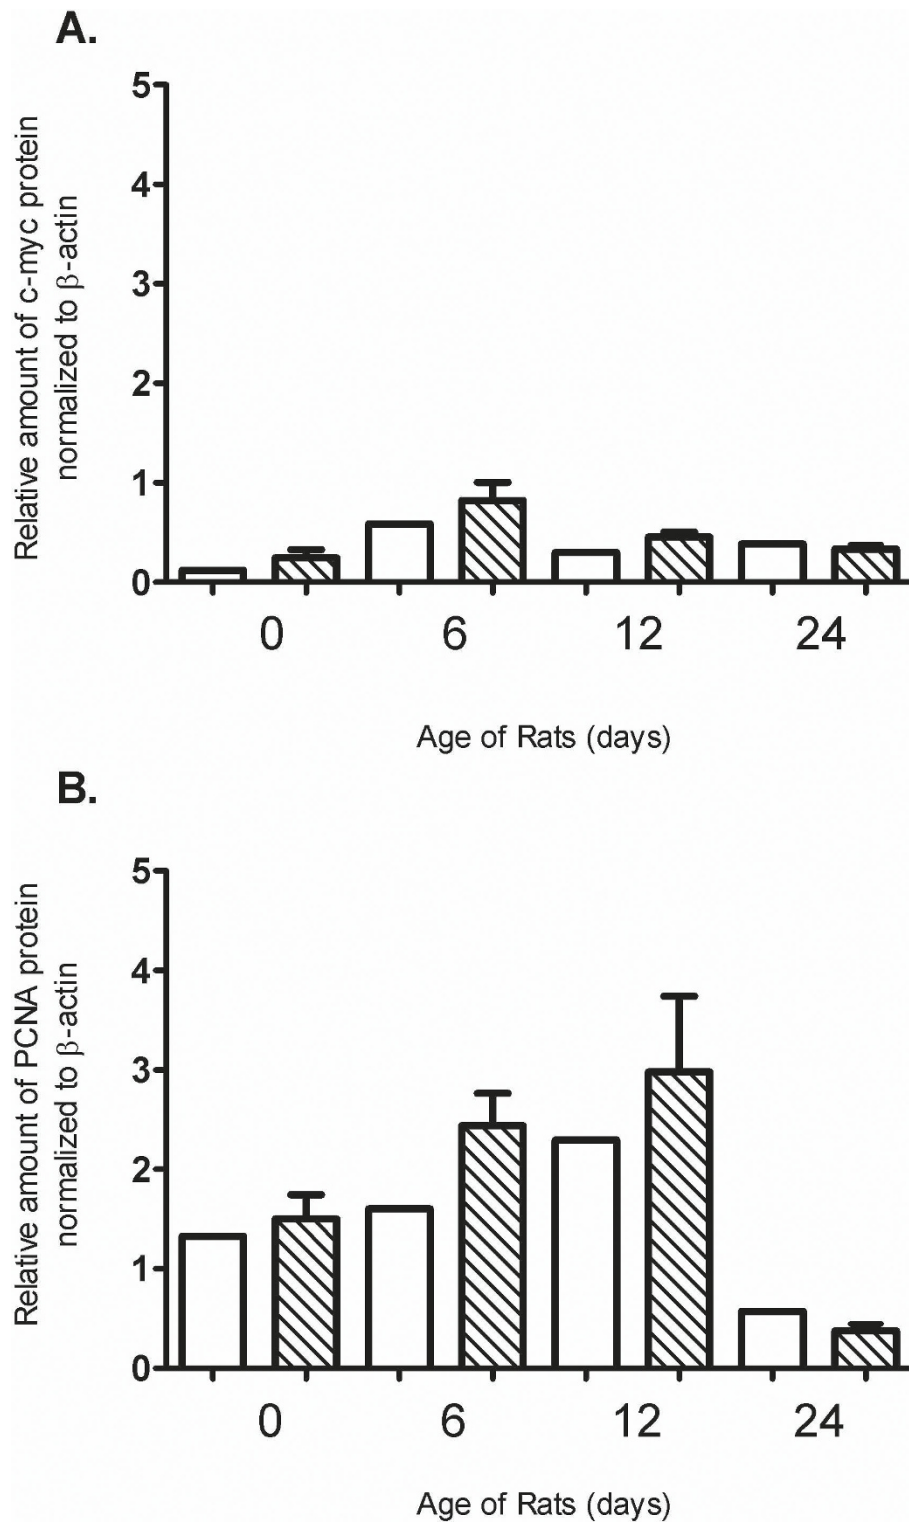 A.
Relative amount of c-myc protein
normalized to β-actin
5
4
3
2
1
0
0 6 12 24
Age of Rats (days)
B.
Relative amount of PCNA protein
normalized to β-actin
5
4
3
2
1
0
0 6 12 24
Age of Rats (days)